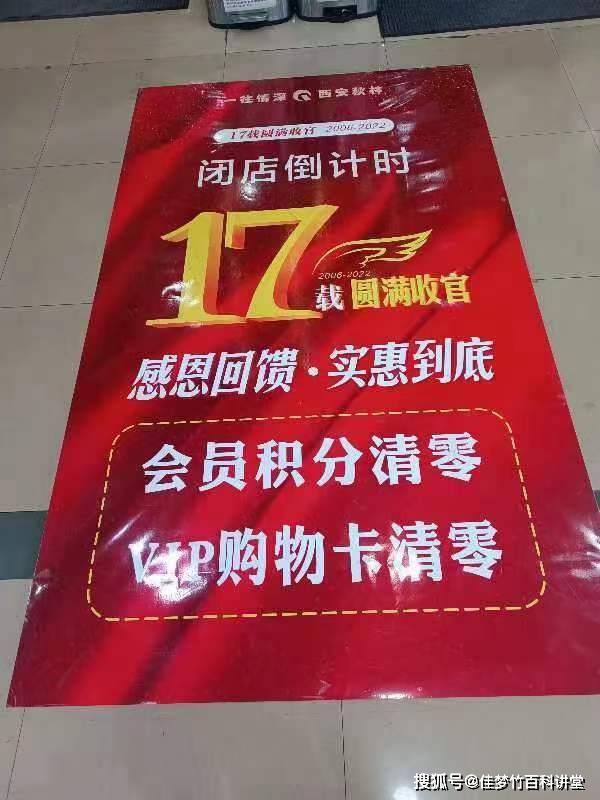 一往情深 西安秋林
17载圆满收官 2006-2022
闭店倒计时
17
2006-2022
载 圆满收官
感恩回馈·实惠到底
会员积分清零
VIP购物卡清零
搜狐号@佳梦竹百科讲堂